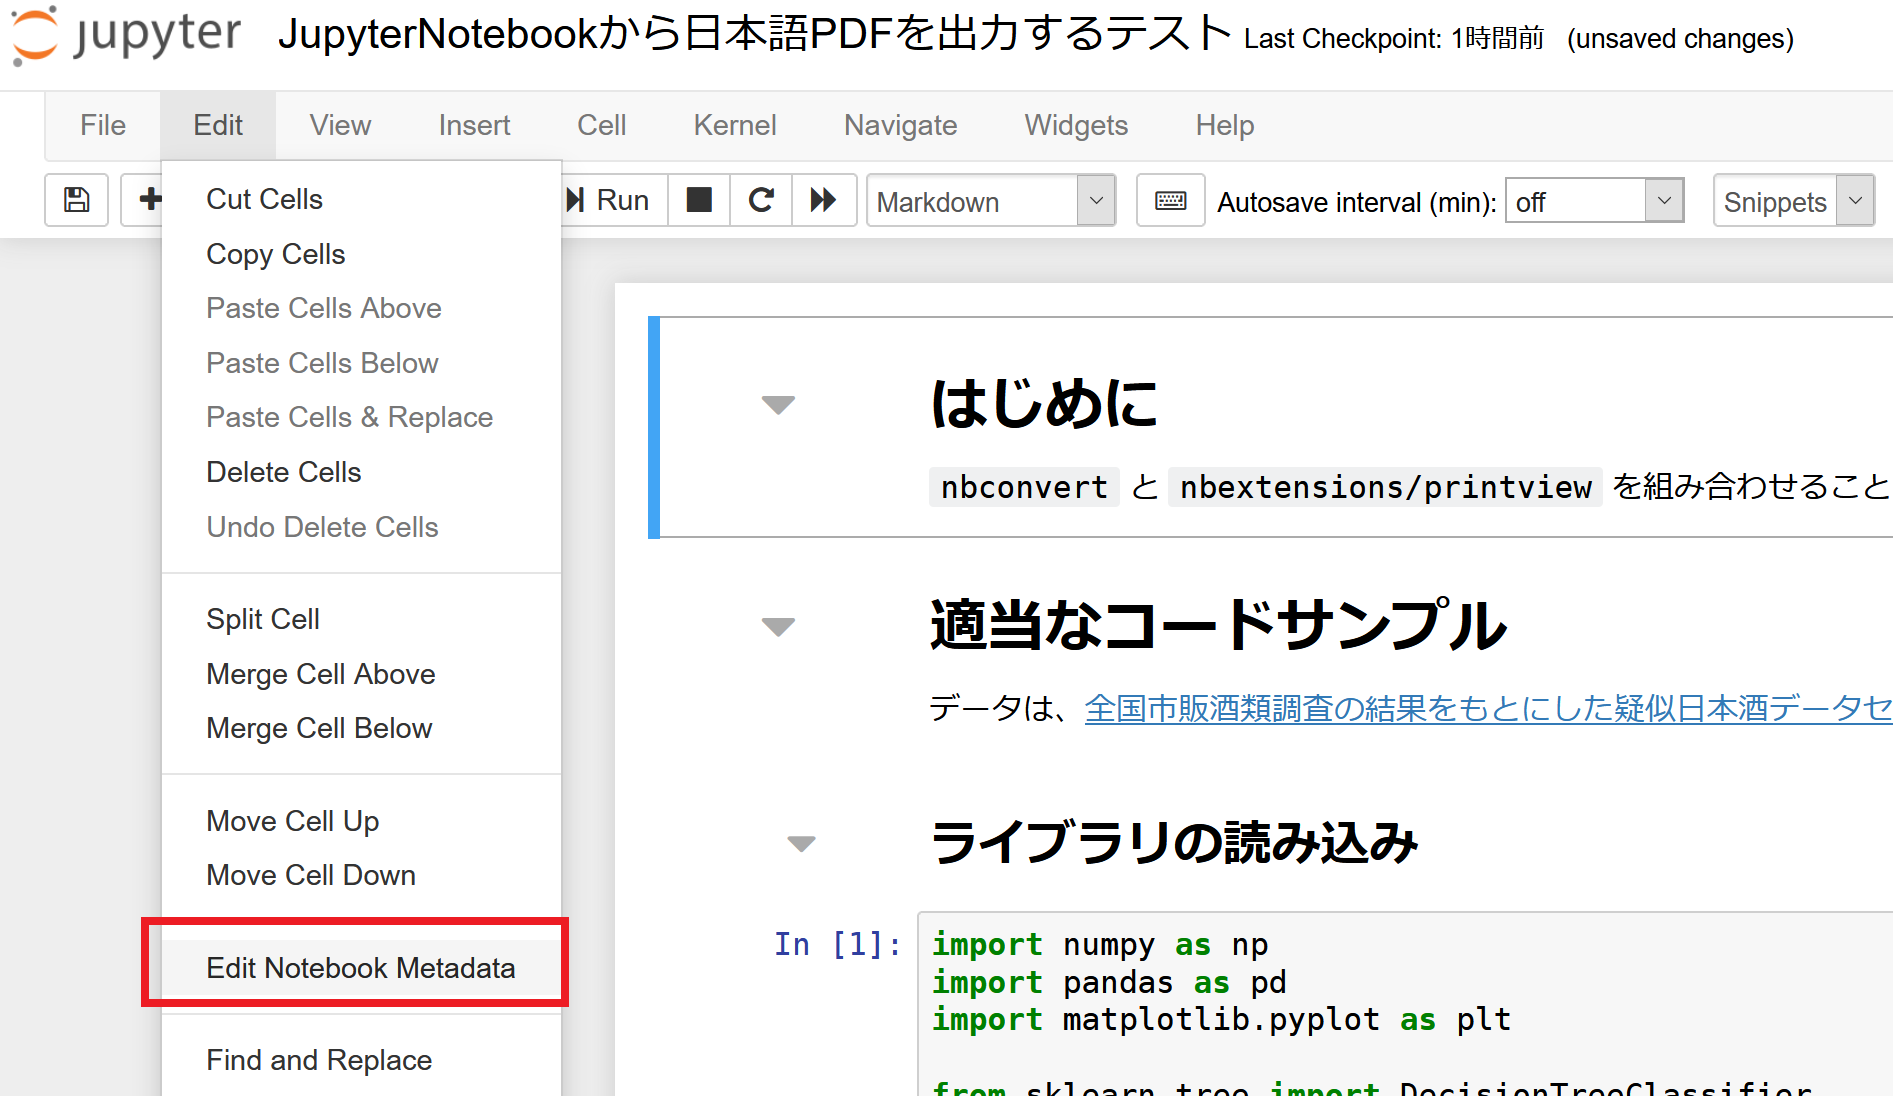 jupyter JupyterNotebookから日本語PDFを出力するテスト Last Checkpoint: 1時間前 (unsaved changes)
File Edit View Insert Cell Kernel Navigate Widgets Help
Run Markdown Autosave interval (min): off Snippets
Cut Cells
Copy Cells
Paste Cells Above
Paste Cells Below
Paste Cells & Replace
Delete Cells
Undo Delete Cells
Split Cell
Merge Cell Above
Merge Cell Below
Move Cell Up
Move Cell Down
Edit Notebook Metadata
Find and Replace
はじめに
nbconvert と nbextensions/printview を組み合わせること
適当なコードサンプル
データは、全国市販酒類調査の結果をもとにした疑似日本酒データセ
ライブラリの読み込み
In [1]:
import numpy as np
import pandas as pd
import matplotlib.pyplot as plt
from sklearn.tree import DecisionTreeClassifier